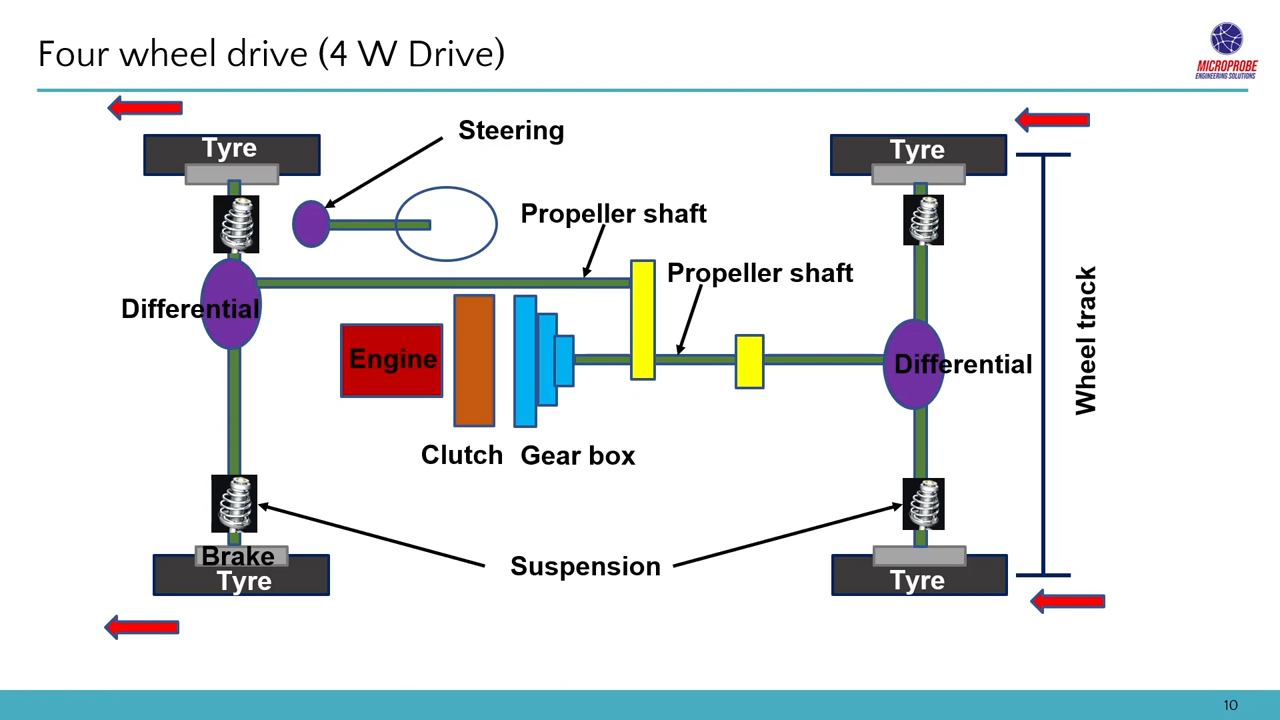 Four wheel drive (4 W Drive)
MICROPROBE
ENGINEERING SOLUTIONS
Steering
Tyre
Tyre
Propeller shaft
Propeller shaft
Differential
Engine
Differential
Wheel track
Clutch
Gear box
Brake
Suspension
Tyre
Tyre
10